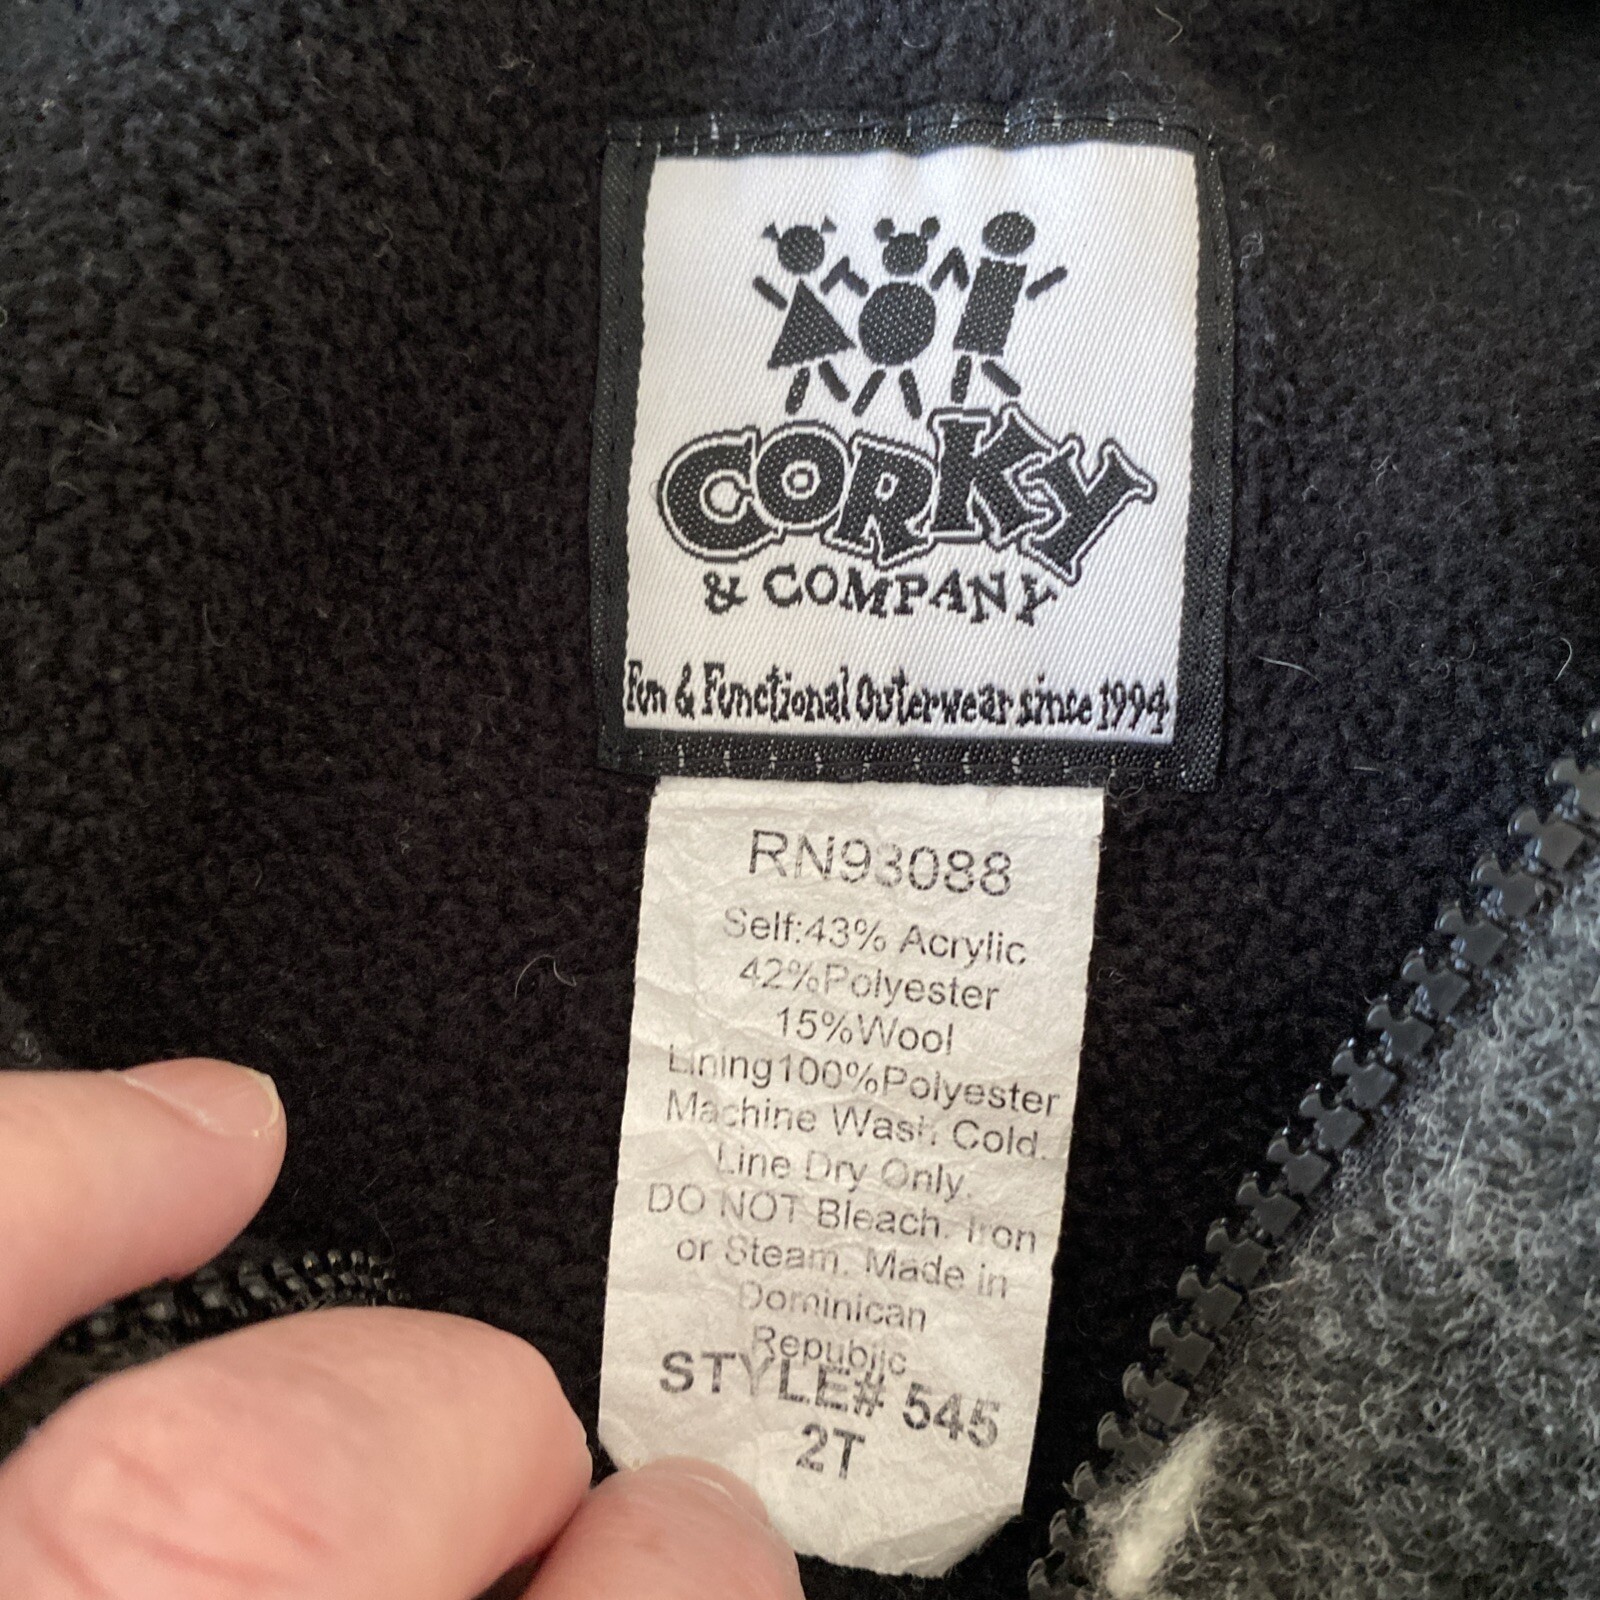 CORKY
& COMPANY
Fun & Functional Outerwear since 1994
RN93088
Self:43% Acrylic
42%Polyester
15%Wool
Lining100%Polyester
Machine Wash Cold.
Line Dry Only.
DO NOT Bleach. Iron
or Steam. Made in
Dominican
Republic
STYLE# 545
2T